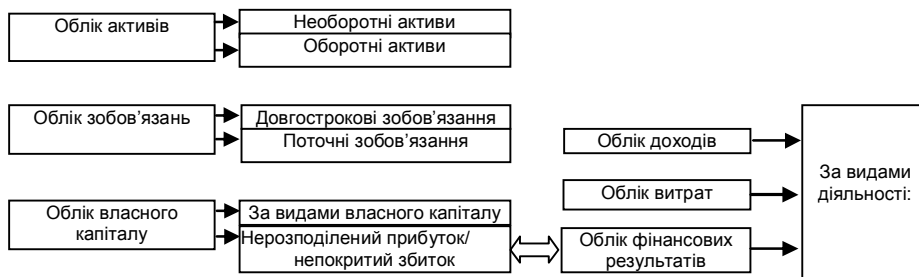 Облік активів
Необоротні активи
Оборотні активи
Облік зобов’язань
Довгострокові зобов’язання
Поточні зобов’язання
Облік власного
капіталу
За видами власного капіталу
Нерозподілений прибуток/
непокритий збиток
Облік доходів
Облік витрат
Облік фінансових
результатів
За видами
діяльності: